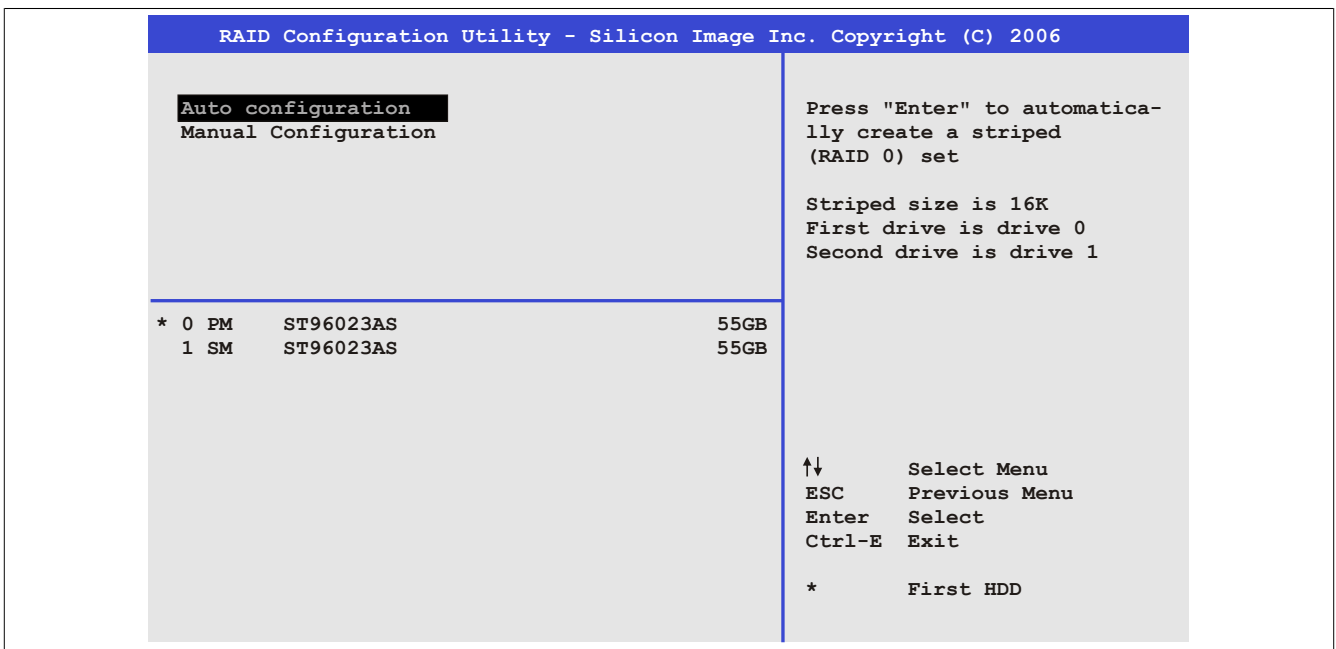 RAID Configuration Utility - Silicon Image Inc. Copyright (C) 2006
Auto configuration
Manual Configuration
Press "Enter" to automatica-
lly create a striped
(RAID 0) set
Striped size is 16K
First drive is drive 0
Second drive is drive 1
* 0 PM ST96023AS 55GB
1 SM ST96023AS 55GB
↑↓ Select Menu
ESC Previous Menu
Enter Select
Ctrl-E Exit
* First HDD